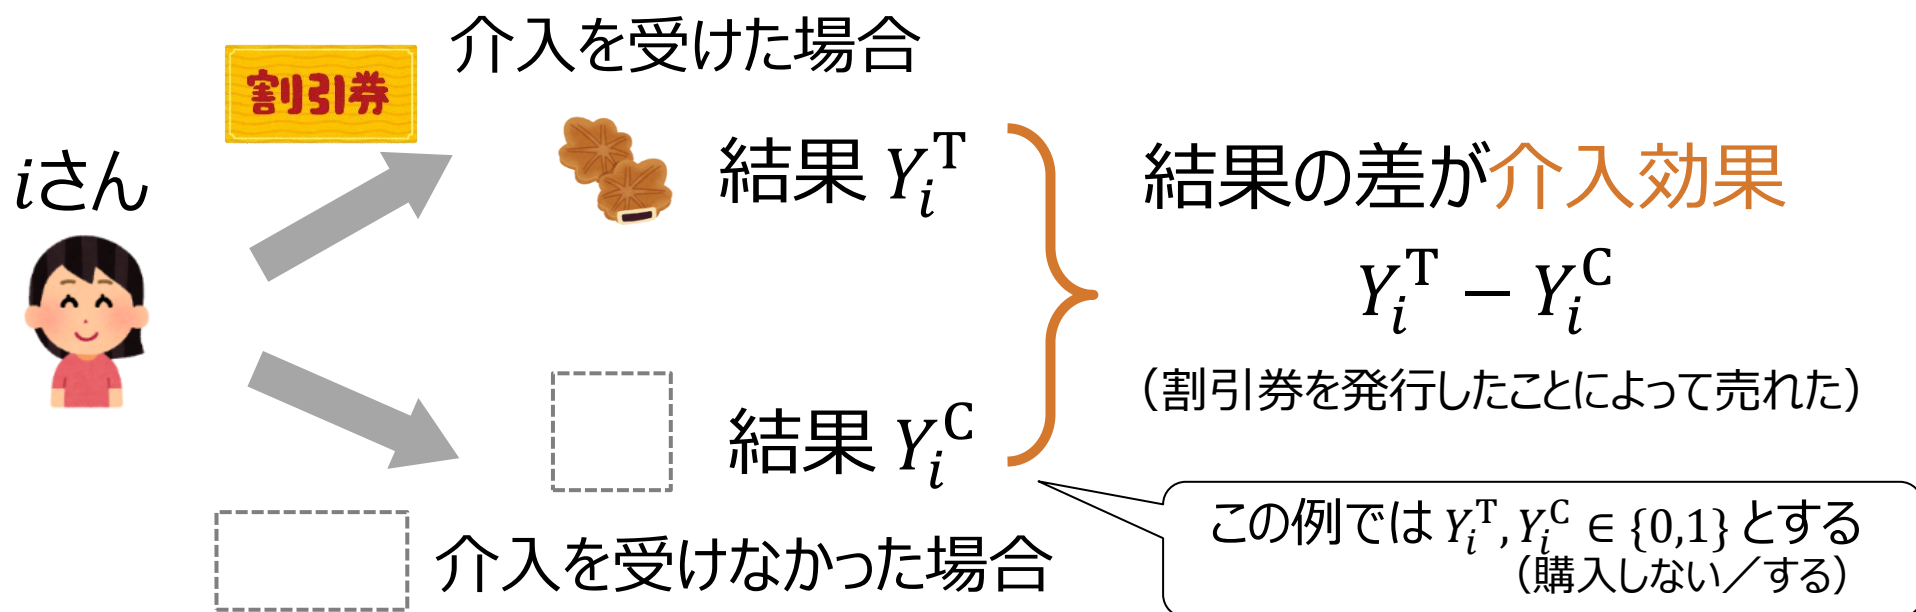 介入を受けた場合
割引券
iさん
結果 Y_i^T
結果の差が介入効果
Y_i^T − Y_i^C
（割引券を発行したことによって売れた）
結果 Y_i^C
この例では Y_i^T, Y_i^C ∈ {0,1} とする
（購入しない／する）
介入を受けなかった場合